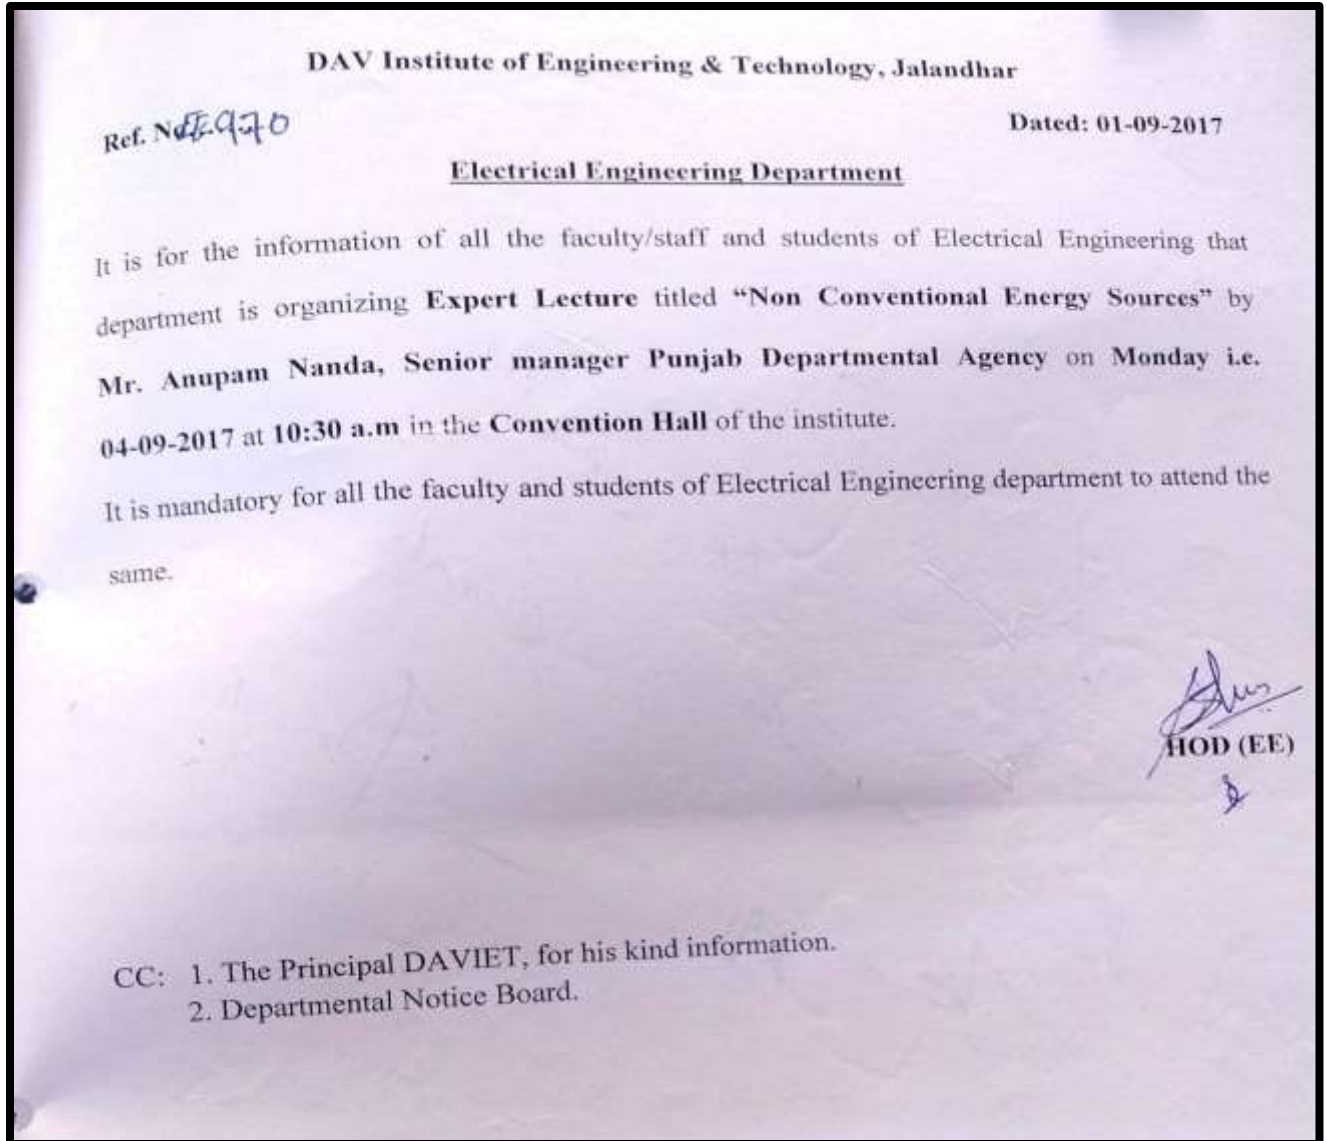 DAV Institute of Engineering & Technology, Jalandhar
Ref. No. EE-970
Dated: 01-09-2017
Electrical Engineering Department
It is for the information of all the faculty/staff and students of Electrical Engineering that
department is organizing Expert Lecture titled “Non Conventional Energy Sources” by
Mr. Anupam Nanda, Senior manager Punjab Departmental Agency on Monday i.e.
04-09-2017 at 10:30 a.m in the Convention Hall of the institute.
It is mandatory for all the faculty and students of Electrical Engineering department to attend the
same.
HOD (EE)
CC: 1. The Principal DAVIET, for his kind information.
2. Departmental Notice Board.